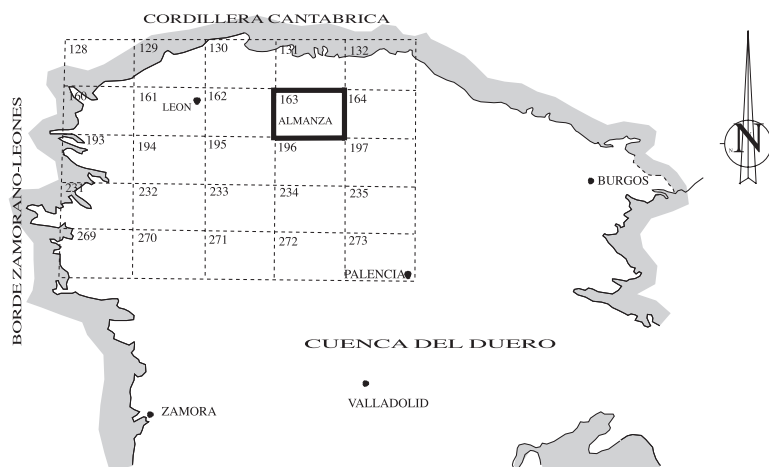 CORDILLERA CANTABRICA
128
129
130
131
132
160
161
162
163
164
LEON
ALMANZA
193
194
195
196
197
N
N
BURGOS
231
232
233
234
235
269
270
271
272
273
PALENCIA
BORDE ZAMORANO-LEONES
CUENCA DEL DUERO
VALLADOLID
ZAMORA